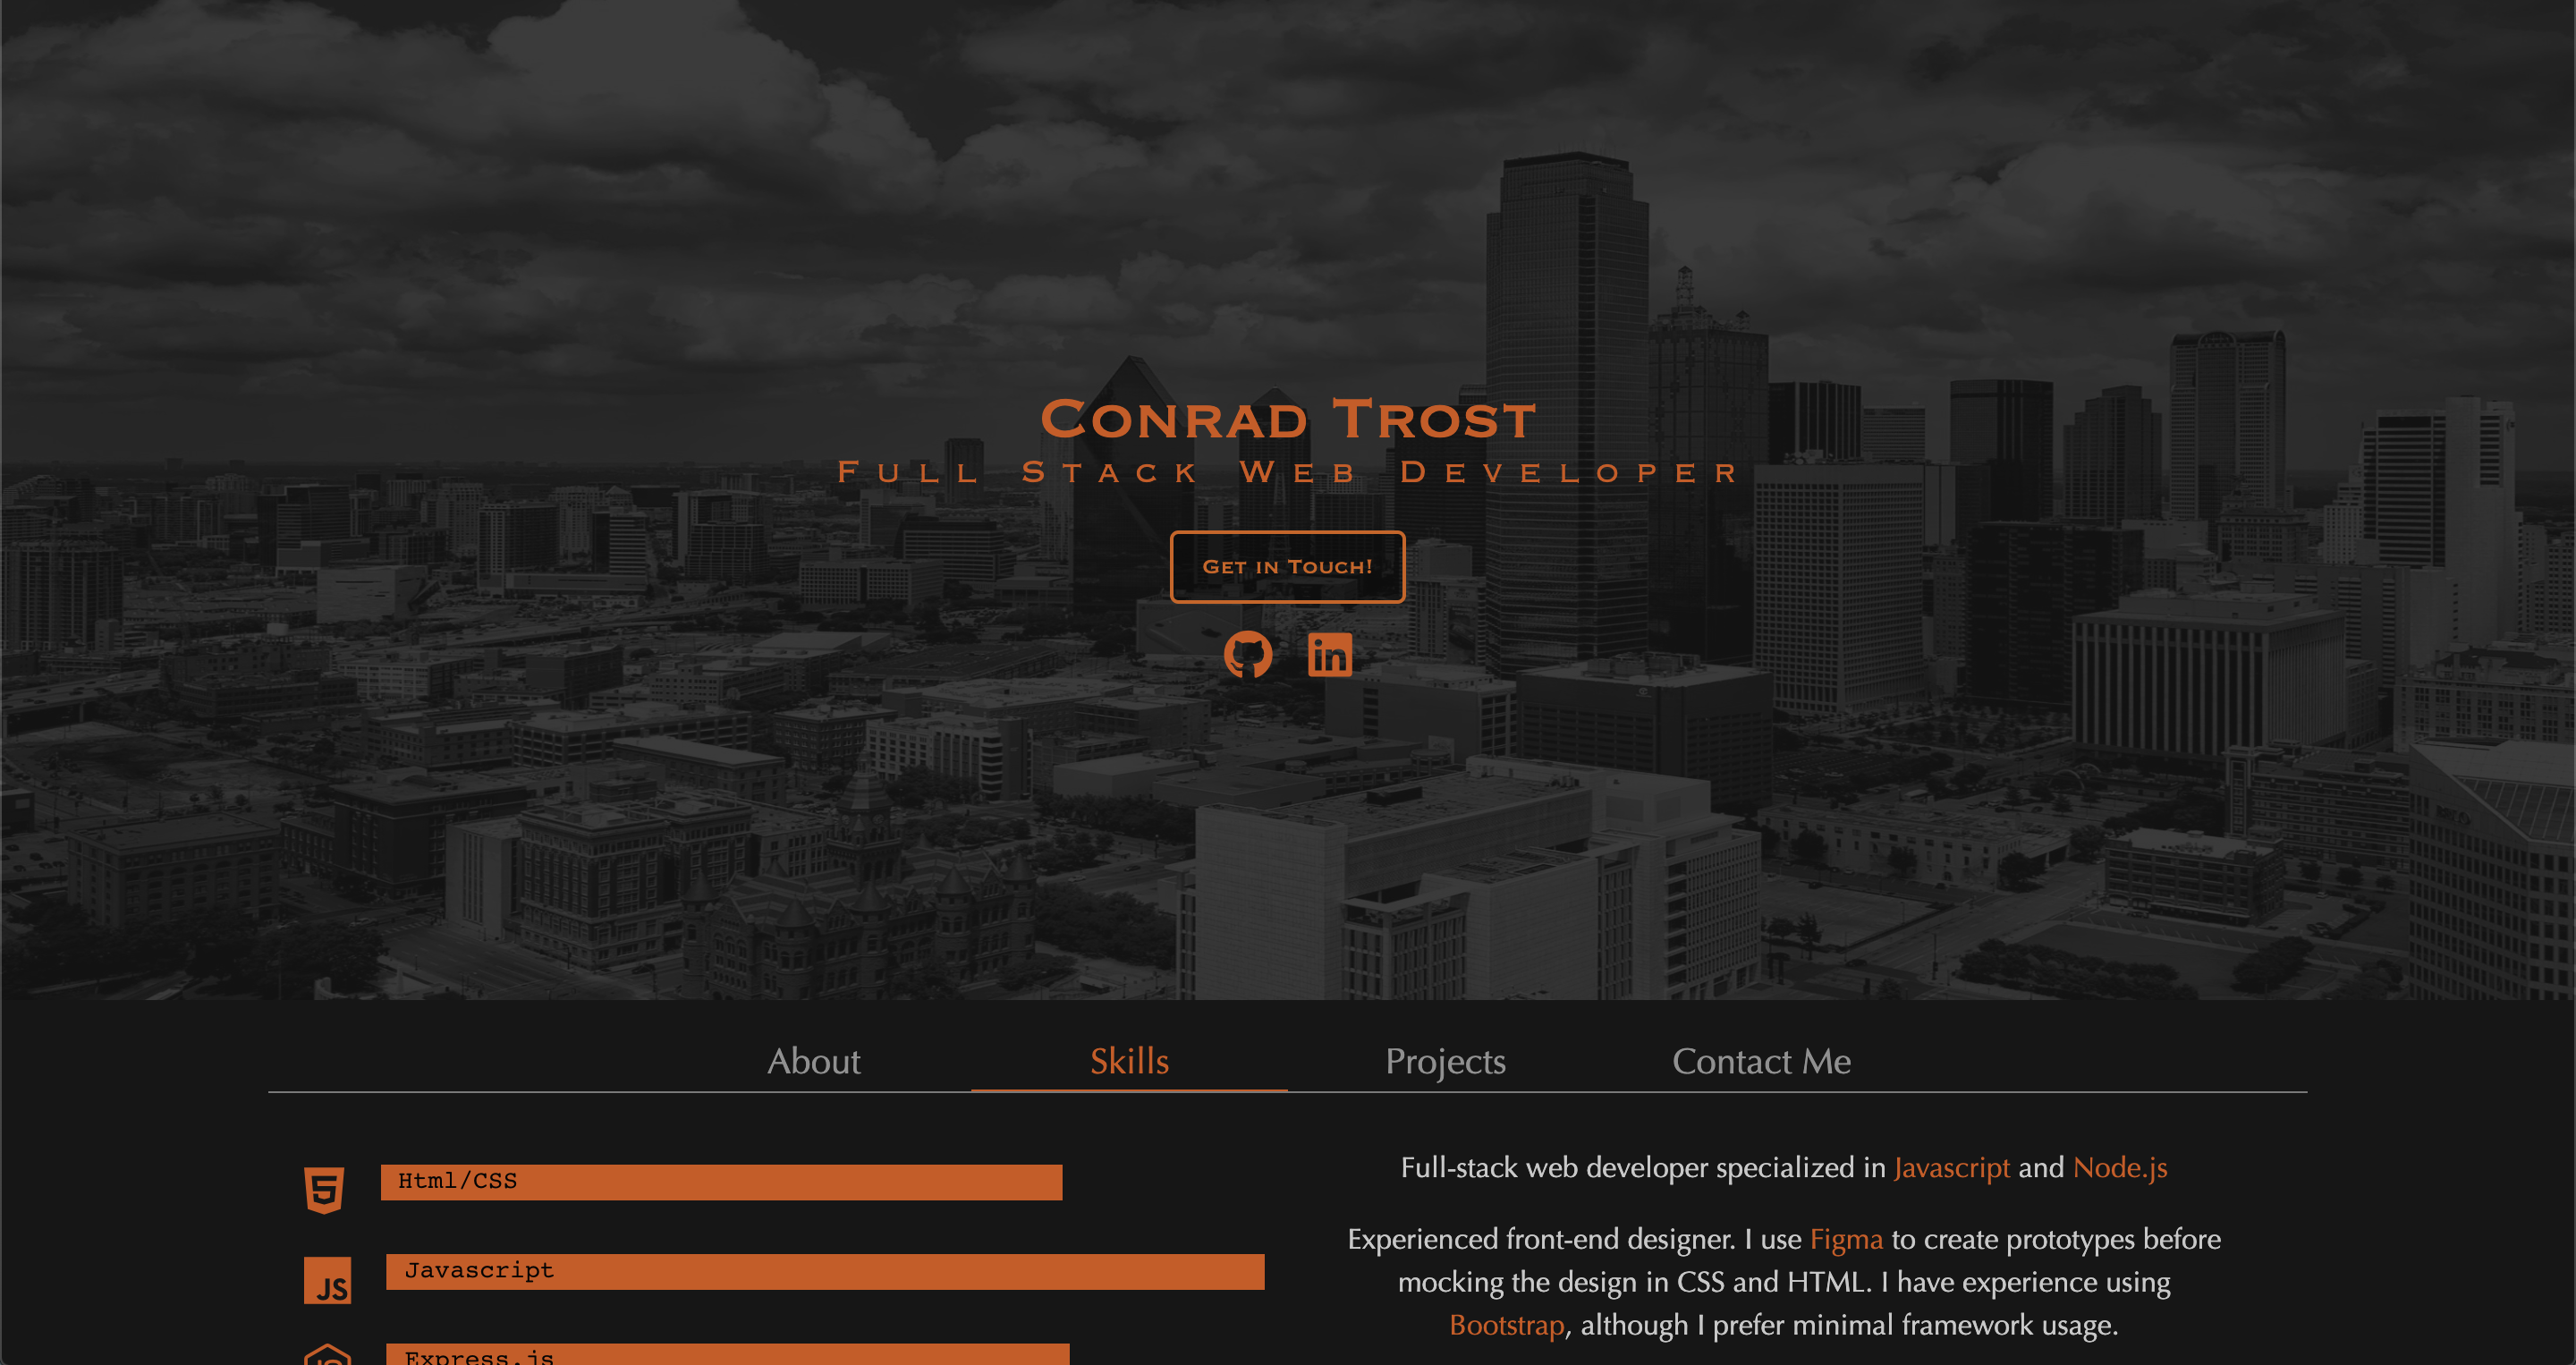 Conrad Trost
Full Stack Web Developer
Get in Touch!
in
About
Skills
Projects
Contact Me
Html/CSS
JS
Javascript
Express.js
Full-stack web developer specialized in Javascript and Node.js
Experienced front-end designer. I use Figma to create prototypes before
mocking the design in CSS and HTML. I have experience using
Bootstrap, although I prefer minimal framework usage.